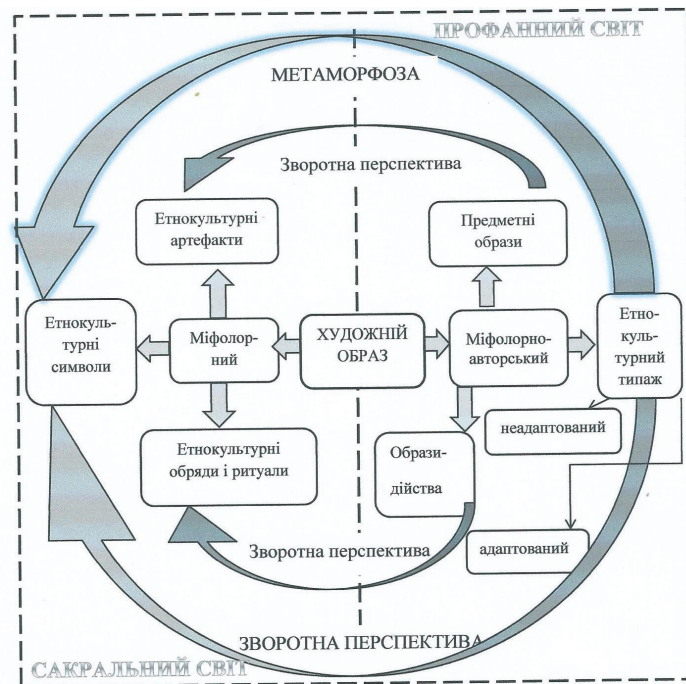 ПРОФАННИЙ СВІТ
МЕТАМОРФОЗА
Зворотна перспектива
Етнокультурні
артефакти
Предметні
образи
Етнокуль-
турні
символи
Міфолор-
ний
ХУДОЖНІЙ
ОБРАЗ
Міфолорно-
авторський
Етно-
куль-
турний
типаж
неадаптований
Етнокультурні
обряди і ритуали
Образи-
дійства
адаптований
Зворотна перспектива
ЗВОРОТНА ПЕРСПЕКТИВА
САКРАЛЬНИЙ СВІТ